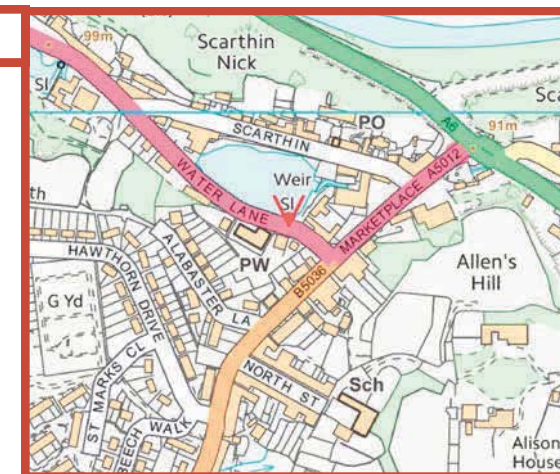 99m
Scarthin
Nick
Sl
PO
A6
91m
SCARTHIN
Weir
Sl
WATER LANE
MARKETPLACE A5012
PW
ALABASTER LA
HAWTHORN DRIVE
G Yd
B5036
Allen's
Hill
ST MARKS CL
NORTH ST
Sch
WALK
Alison
House